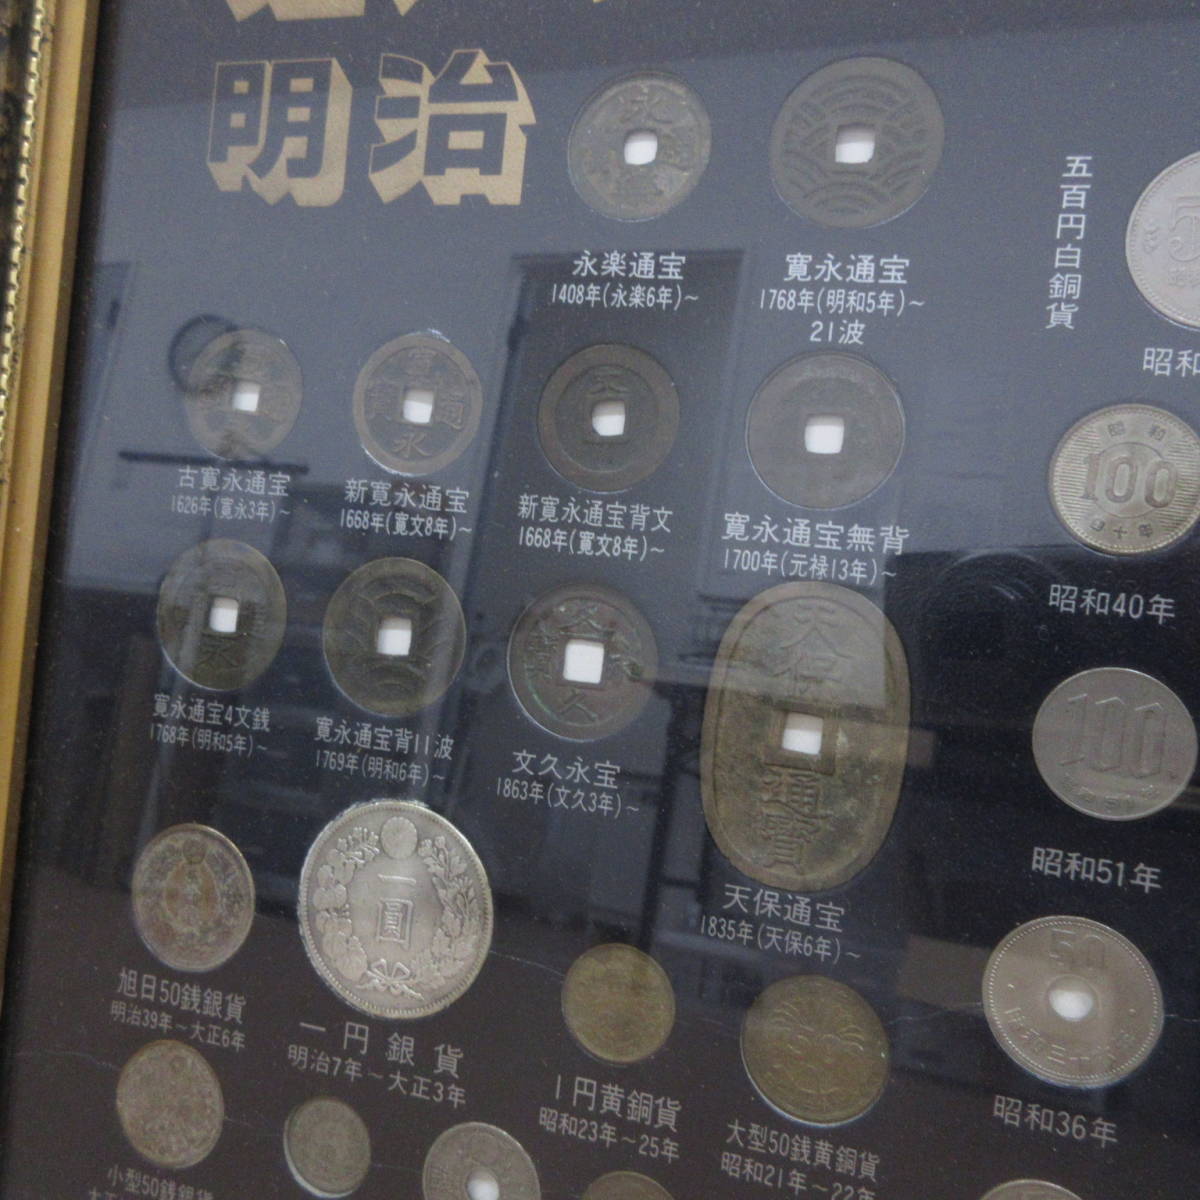 明治
永楽通宝
1408年(永楽6年)~
寛永通宝
1768年(明和5年)~
21波
五百円白銅貨
昭和
古寛永通宝
1626年(寛永3年)~
新寛永通宝
1668年(寛文8年)~
新寛永通宝背文
1668年(寛文8年)~
寛永通宝無背
1700年(元禄13年)~
昭和
100
昭和40年
寛永通宝4文銭
1768年(明和5年)~
寛永通宝背11波
1769年(明和6年)~
文久永宝
1863年(文久3年)~
天保
通寳
天保通宝
1835年(天保6年)~
100
昭和51年
一圓
旭日50銭銀貨
明治39年~大正6年
一円銀貨
明治7年~大正3年
1円黄銅貨
昭和23年~25年
大型50銭黄銅貨
昭和21年~22年
50
昭和36年
小型50銭銀貨